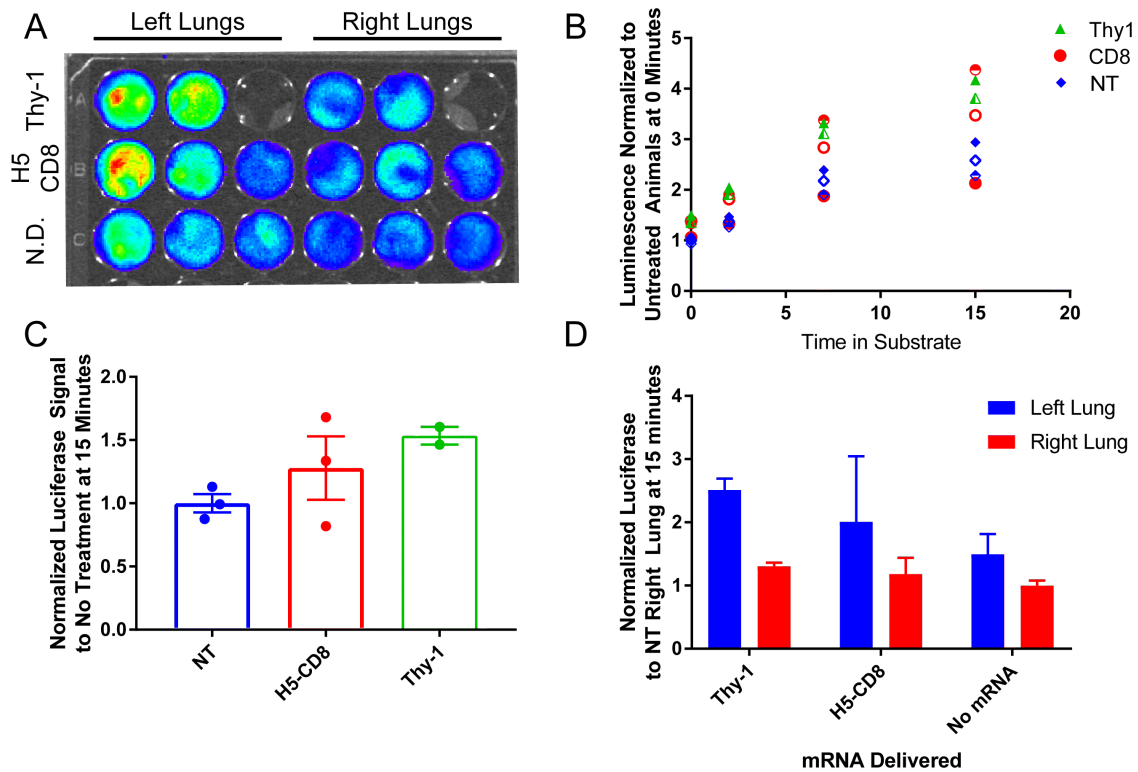 A
Left Lungs
Right Lungs
Thy-1
H5
CD8
N.D.
A
B
C
B
Luminescence Normalized to
Untreated Animals at 0 Minutes
5
4
3
2
1
0
0
5
10
15
20
Time in Substrate
Thy1
CD8
NT
C
Normalized Luciferase Signal
to No Treatment at 15 Minutes
2.0
1.5
1.0
0.5
0.0
NT
H5-CD8
Thy-1
D
Normalized Luciferase
to NT Right Lung at 15 minutes
4
3
2
1
0
Left Lung
Right Lung
Thy-1
H5-CD8
No mRNA
mRNA Delivered